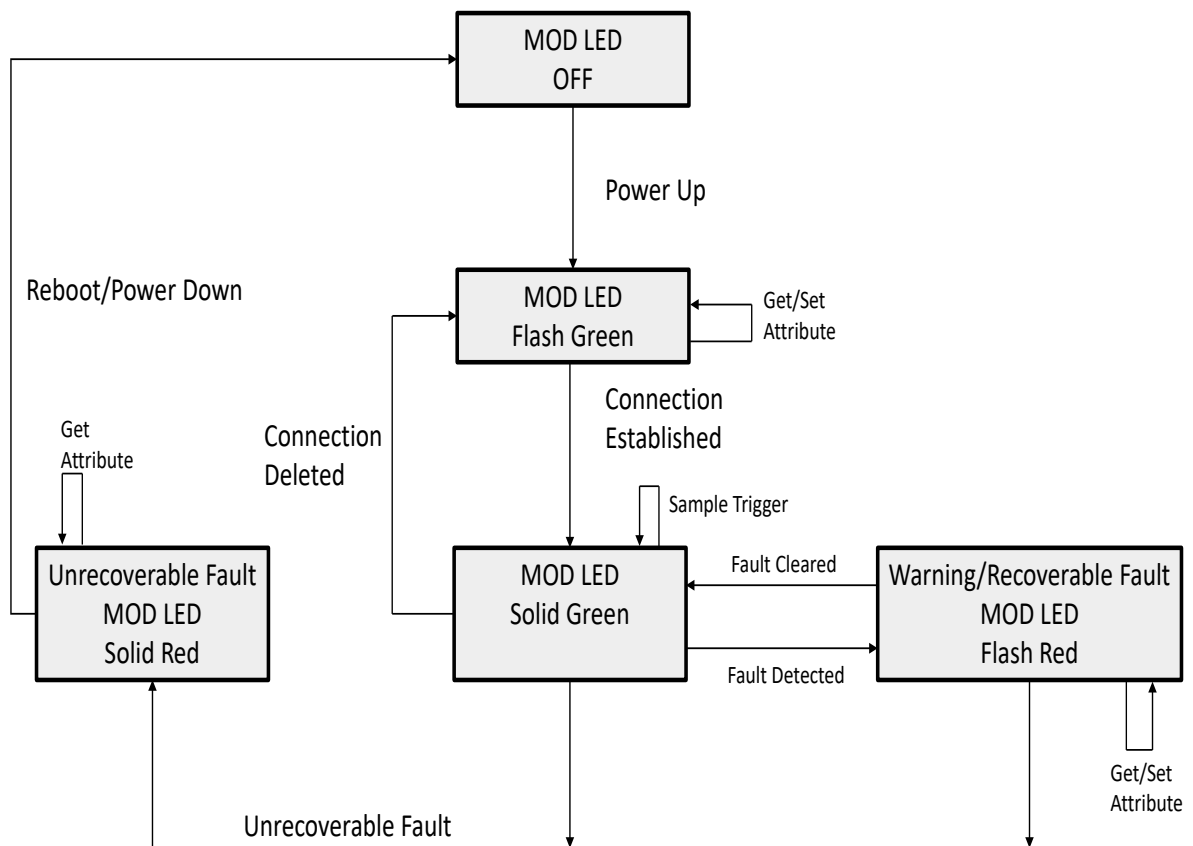 MOD LED
OFF
Power Up
Reboot/Power Down
MOD LED
Flash Green
Get/Set
Attribute
Connection
Established
Connection
Deleted
Get
Attribute
Sample Trigger
Unrecoverable Fault
MOD LED
Solid Red
MOD LED
Solid Green
Fault Cleared
Fault Detected
Warning/Recoverable Fault
MOD LED
Flash Red
Get/Set
Attribute
Unrecoverable Fault